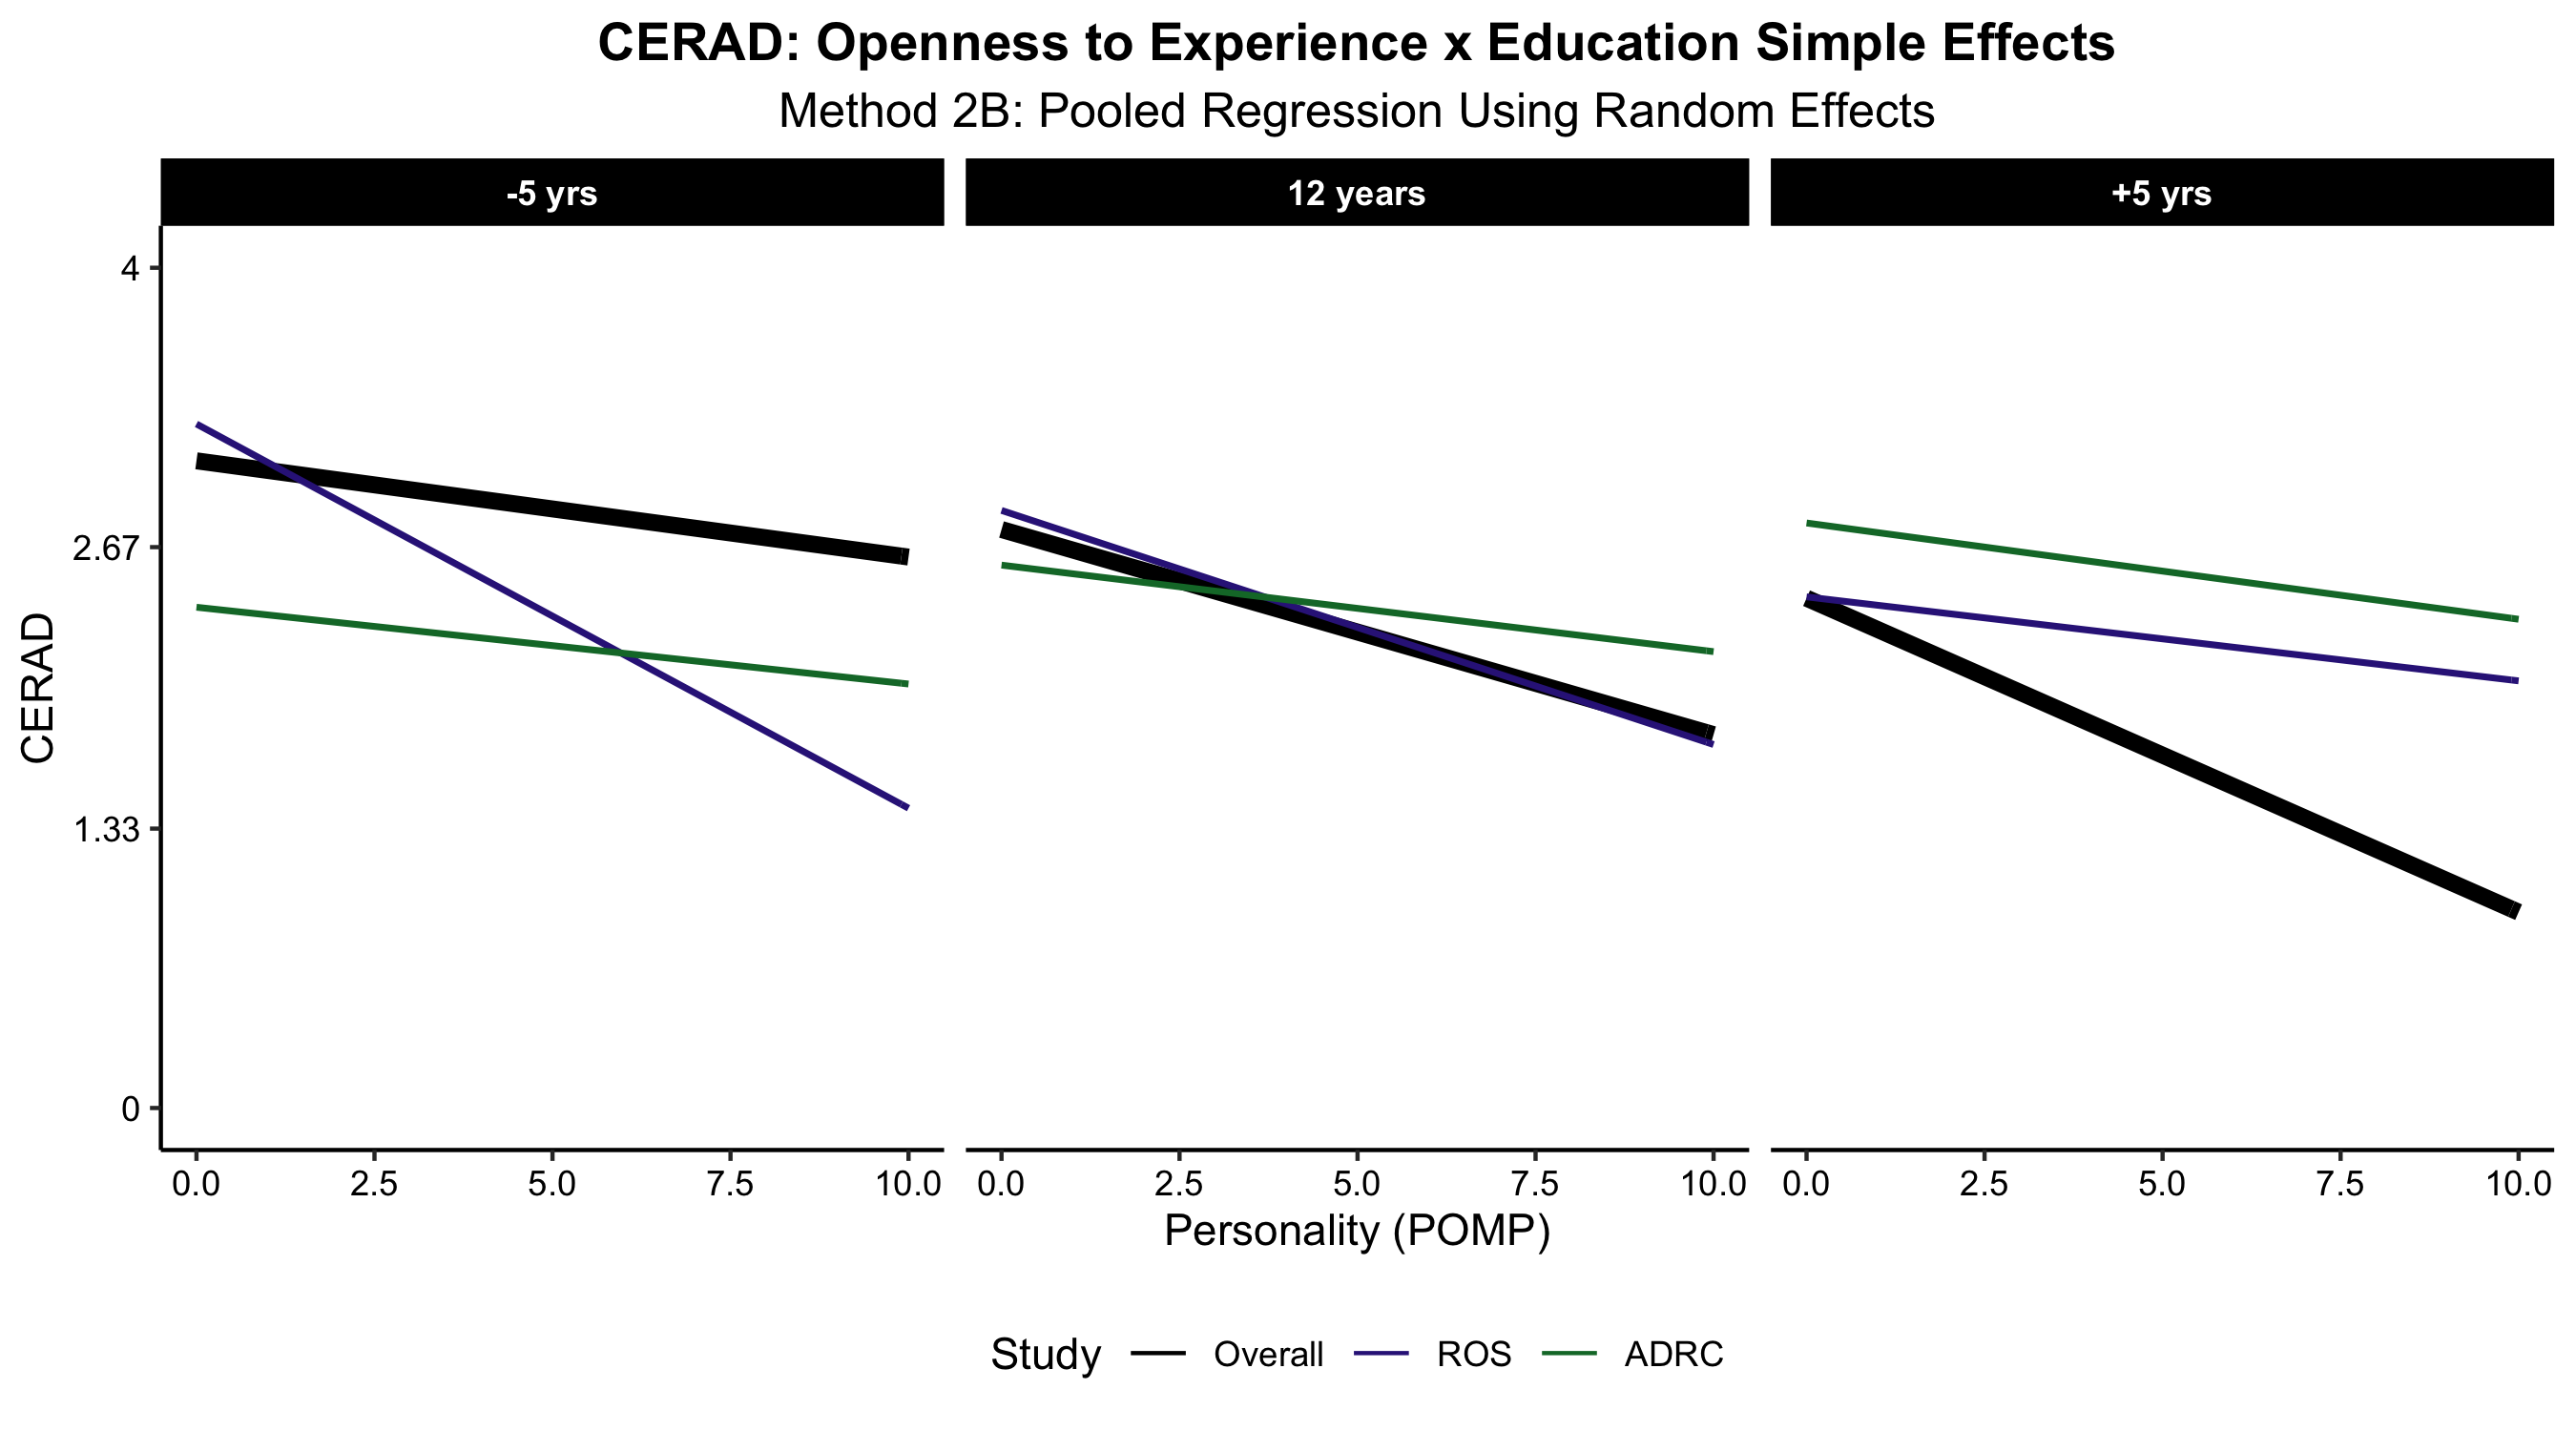 CERAD: Openness to Experience x Education Simple Effects
Method 2B: Pooled Regression Using Random Effects
-5 yrs 12 years +5 yrs
4
2.67
1.33
0
CERAD
0.0 2.5 5.0 7.5 10.0 0.0 2.5 5.0 7.5 10.0 0.0 2.5 5.0 7.5 10.0
Personality (POMP)
Study Overall ROS ADRC